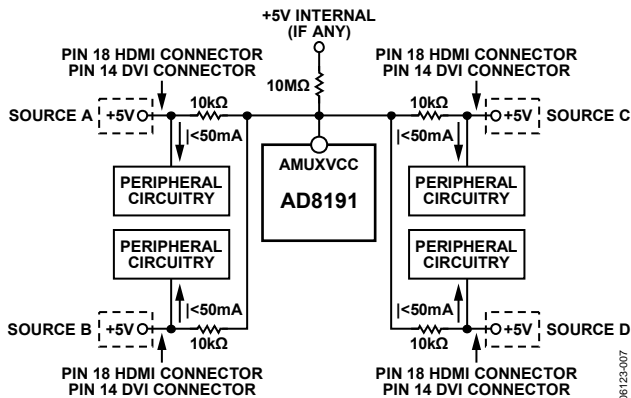 +5V INTERNAL
(IF ANY)
PIN 18 HDMI CONNECTOR
PIN 14 DVI CONNECTOR
PIN 18 HDMI CONNECTOR
PIN 14 DVI CONNECTOR
10MΩ
10kΩ
10kΩ
SOURCE A
+5V
+5V
SOURCE C
I<50mA
I<50mA
AMUXVCC
AD8191
PERIPHERAL
CIRCUITRY
PERIPHERAL
CIRCUITRY
PERIPHERAL
CIRCUITRY
PERIPHERAL
CIRCUITRY
I<50mA
I<50mA
SOURCE B
+5V
+5V
SOURCE D
10kΩ
10kΩ
PIN 18 HDMI CONNECTOR
PIN 14 DVI CONNECTOR
PIN 18 HDMI CONNECTOR
PIN 14 DVI CONNECTOR
06123-007